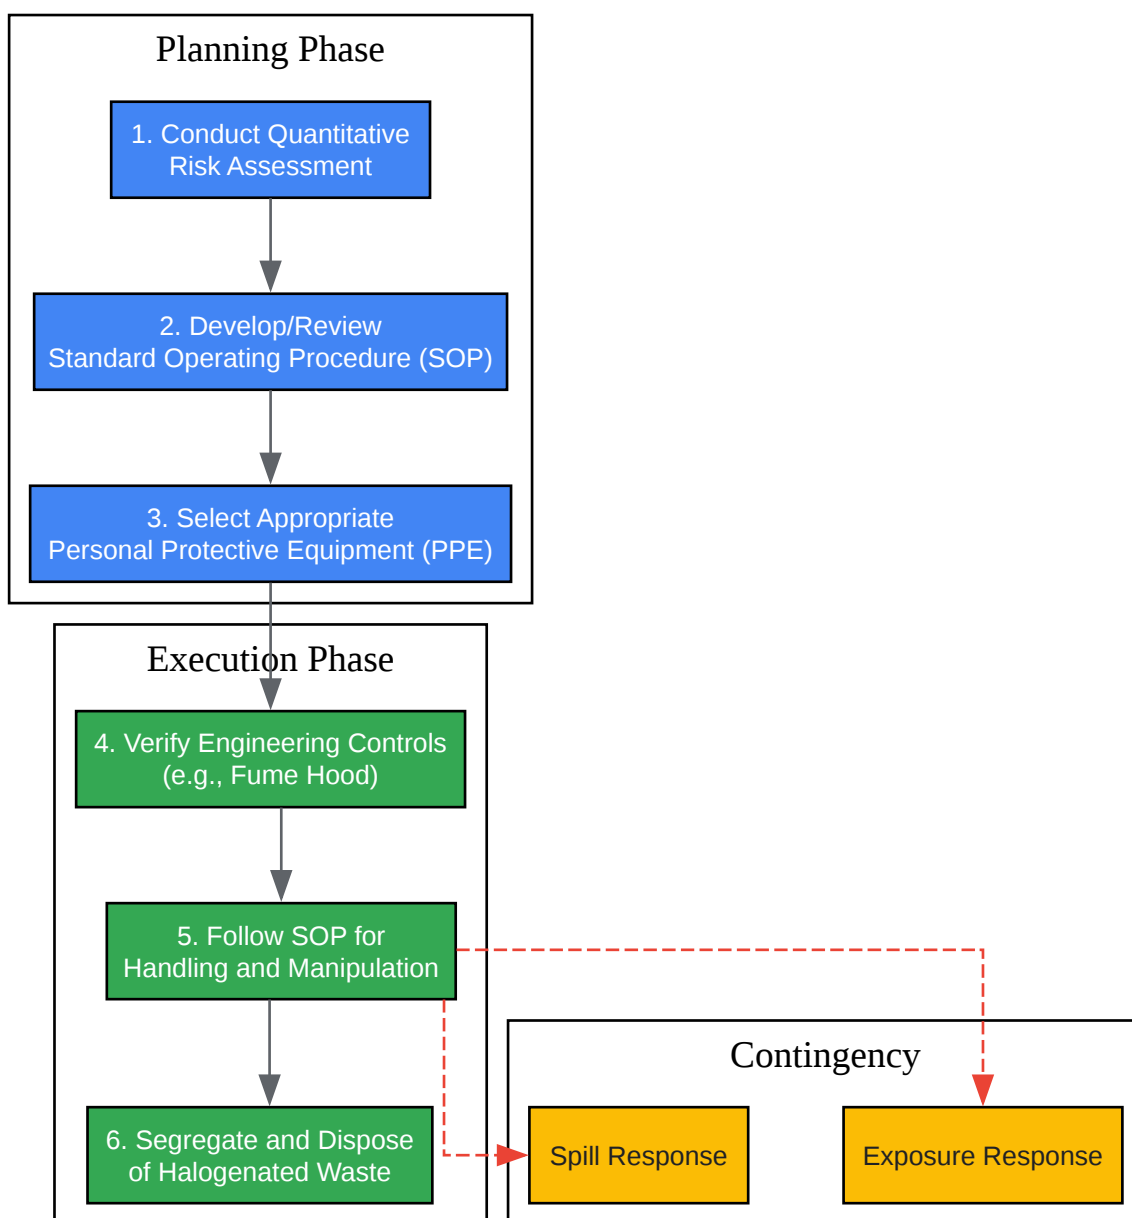 Planning Phase
1. Conduct Quantitative
Risk Assessment
2. Develop/Review
Standard Operating Procedure (SOP)
3. Select Appropriate
Personal Protective Equipment (PPE)
Execution Phase
4. Verify Engineering Controls
(e.g., Fume Hood)
5. Follow SOP for
Handling and Manipulation
6. Segregate and Dispose
of Halogenated Waste
Contingency
Spill Response
Exposure Response